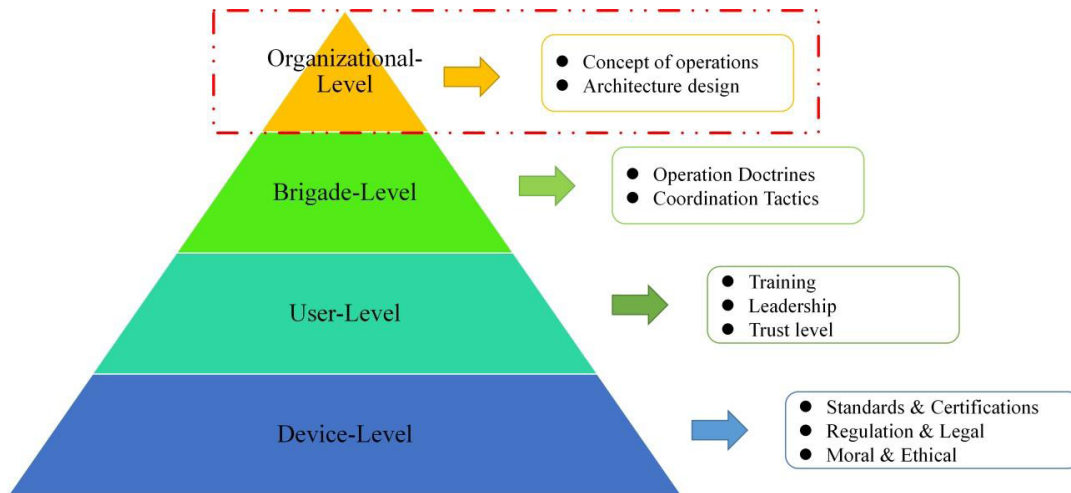 Organizational-
Level
● Concept of operations
● Architecture design
Brigade-Level
● Operation Doctrines
● Coordination Tactics
User-Level
● Training
● Leadership
● Trust level
Device-Level
● Standards & Certifications
● Regulation & Legal
● Moral & Ethical